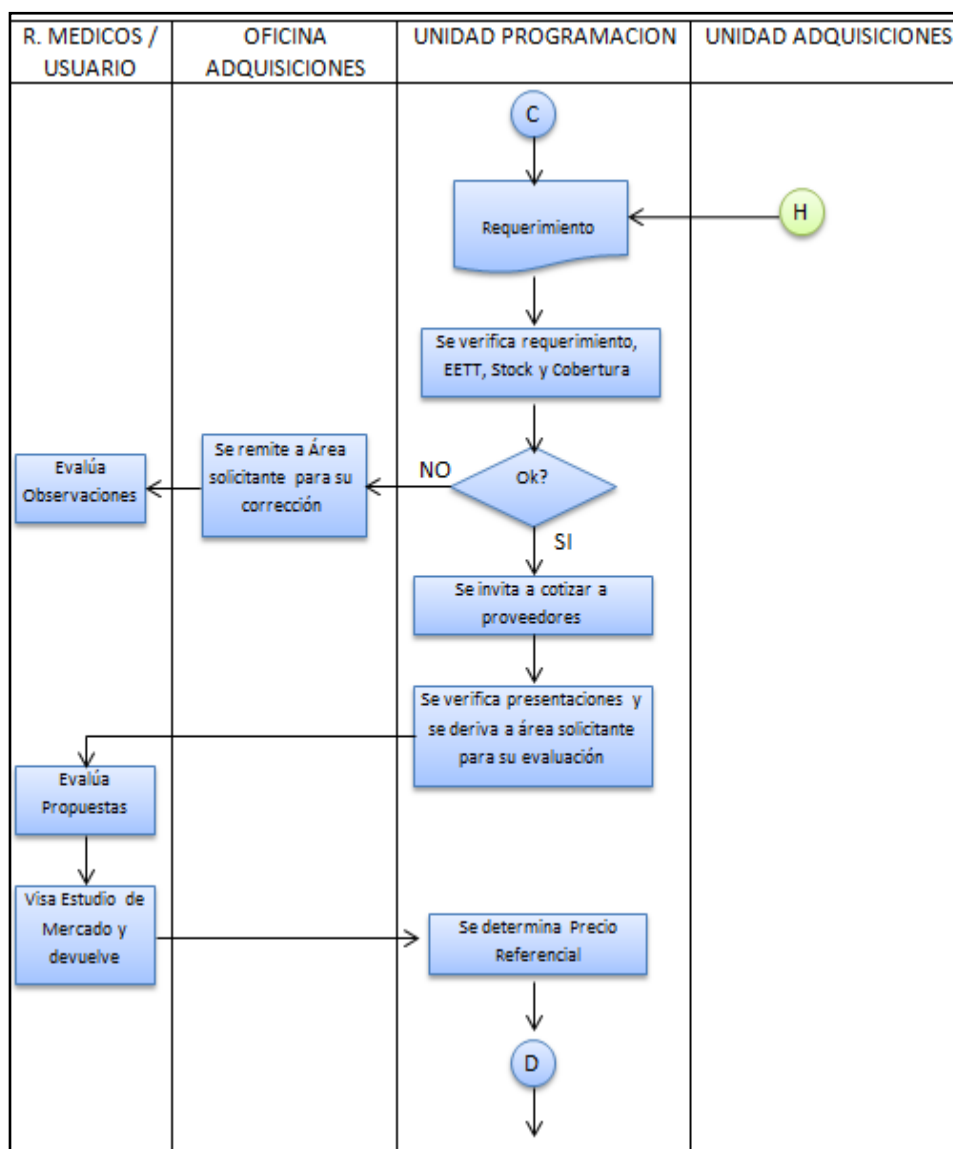 R. MEDICOS /
USUARIO
OFICINA
ADQUISICIONES
UNIDAD PROGRAMACION
UNIDAD ADQUISICIONES
C
Requerimiento
H
Se verifica requerimiento,
EETT, Stock y Cobertura
Ok?
NO
Se remite a Área
solicitante para su
corrección
Evalúa
Observaciones
SI
Se invita a cotizar a
proveedores
Se verifica presentaciones y
se deriva a área solicitante
para su evaluación
Evalúa
Propuestas
Visa Estudio de
Mercado y
devuelve
Se determina Precio
Referencial
D